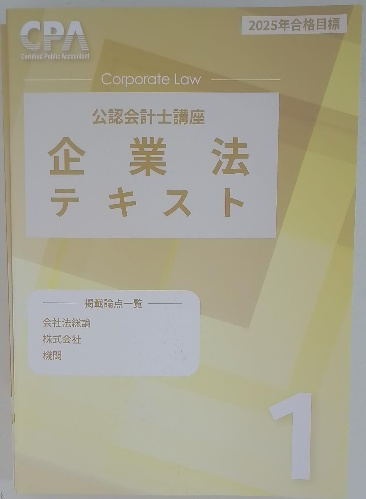 CPA
Certified Public Accountant
2025年合格目標
Corporate Law
公認会計士講座
企業法
テキスト
掲載論点一覧
会社法総論
株式会社
機関
1